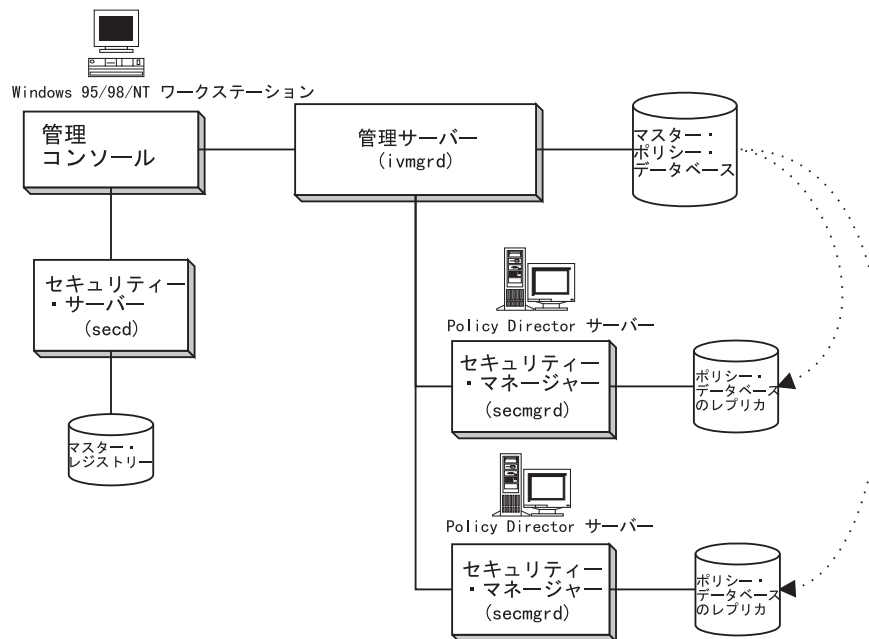 Windows 95/98/NT ワークステーション
管理
コンソール
管理サーバー
(ivmgrd)
マスター・
ポリシー・
データベース
セキュリティー
・サーバー
(secd)
マスター・
レジストリー
Policy Director サーバー
セキュリティー
・マネージャー
(secmgrd)
ポリシー・
データベース
のレプリカ
Policy Director サーバー
セキュリティー
・マネージャー
(secmgrd)
ポリシー・
データベース
のレプリカ